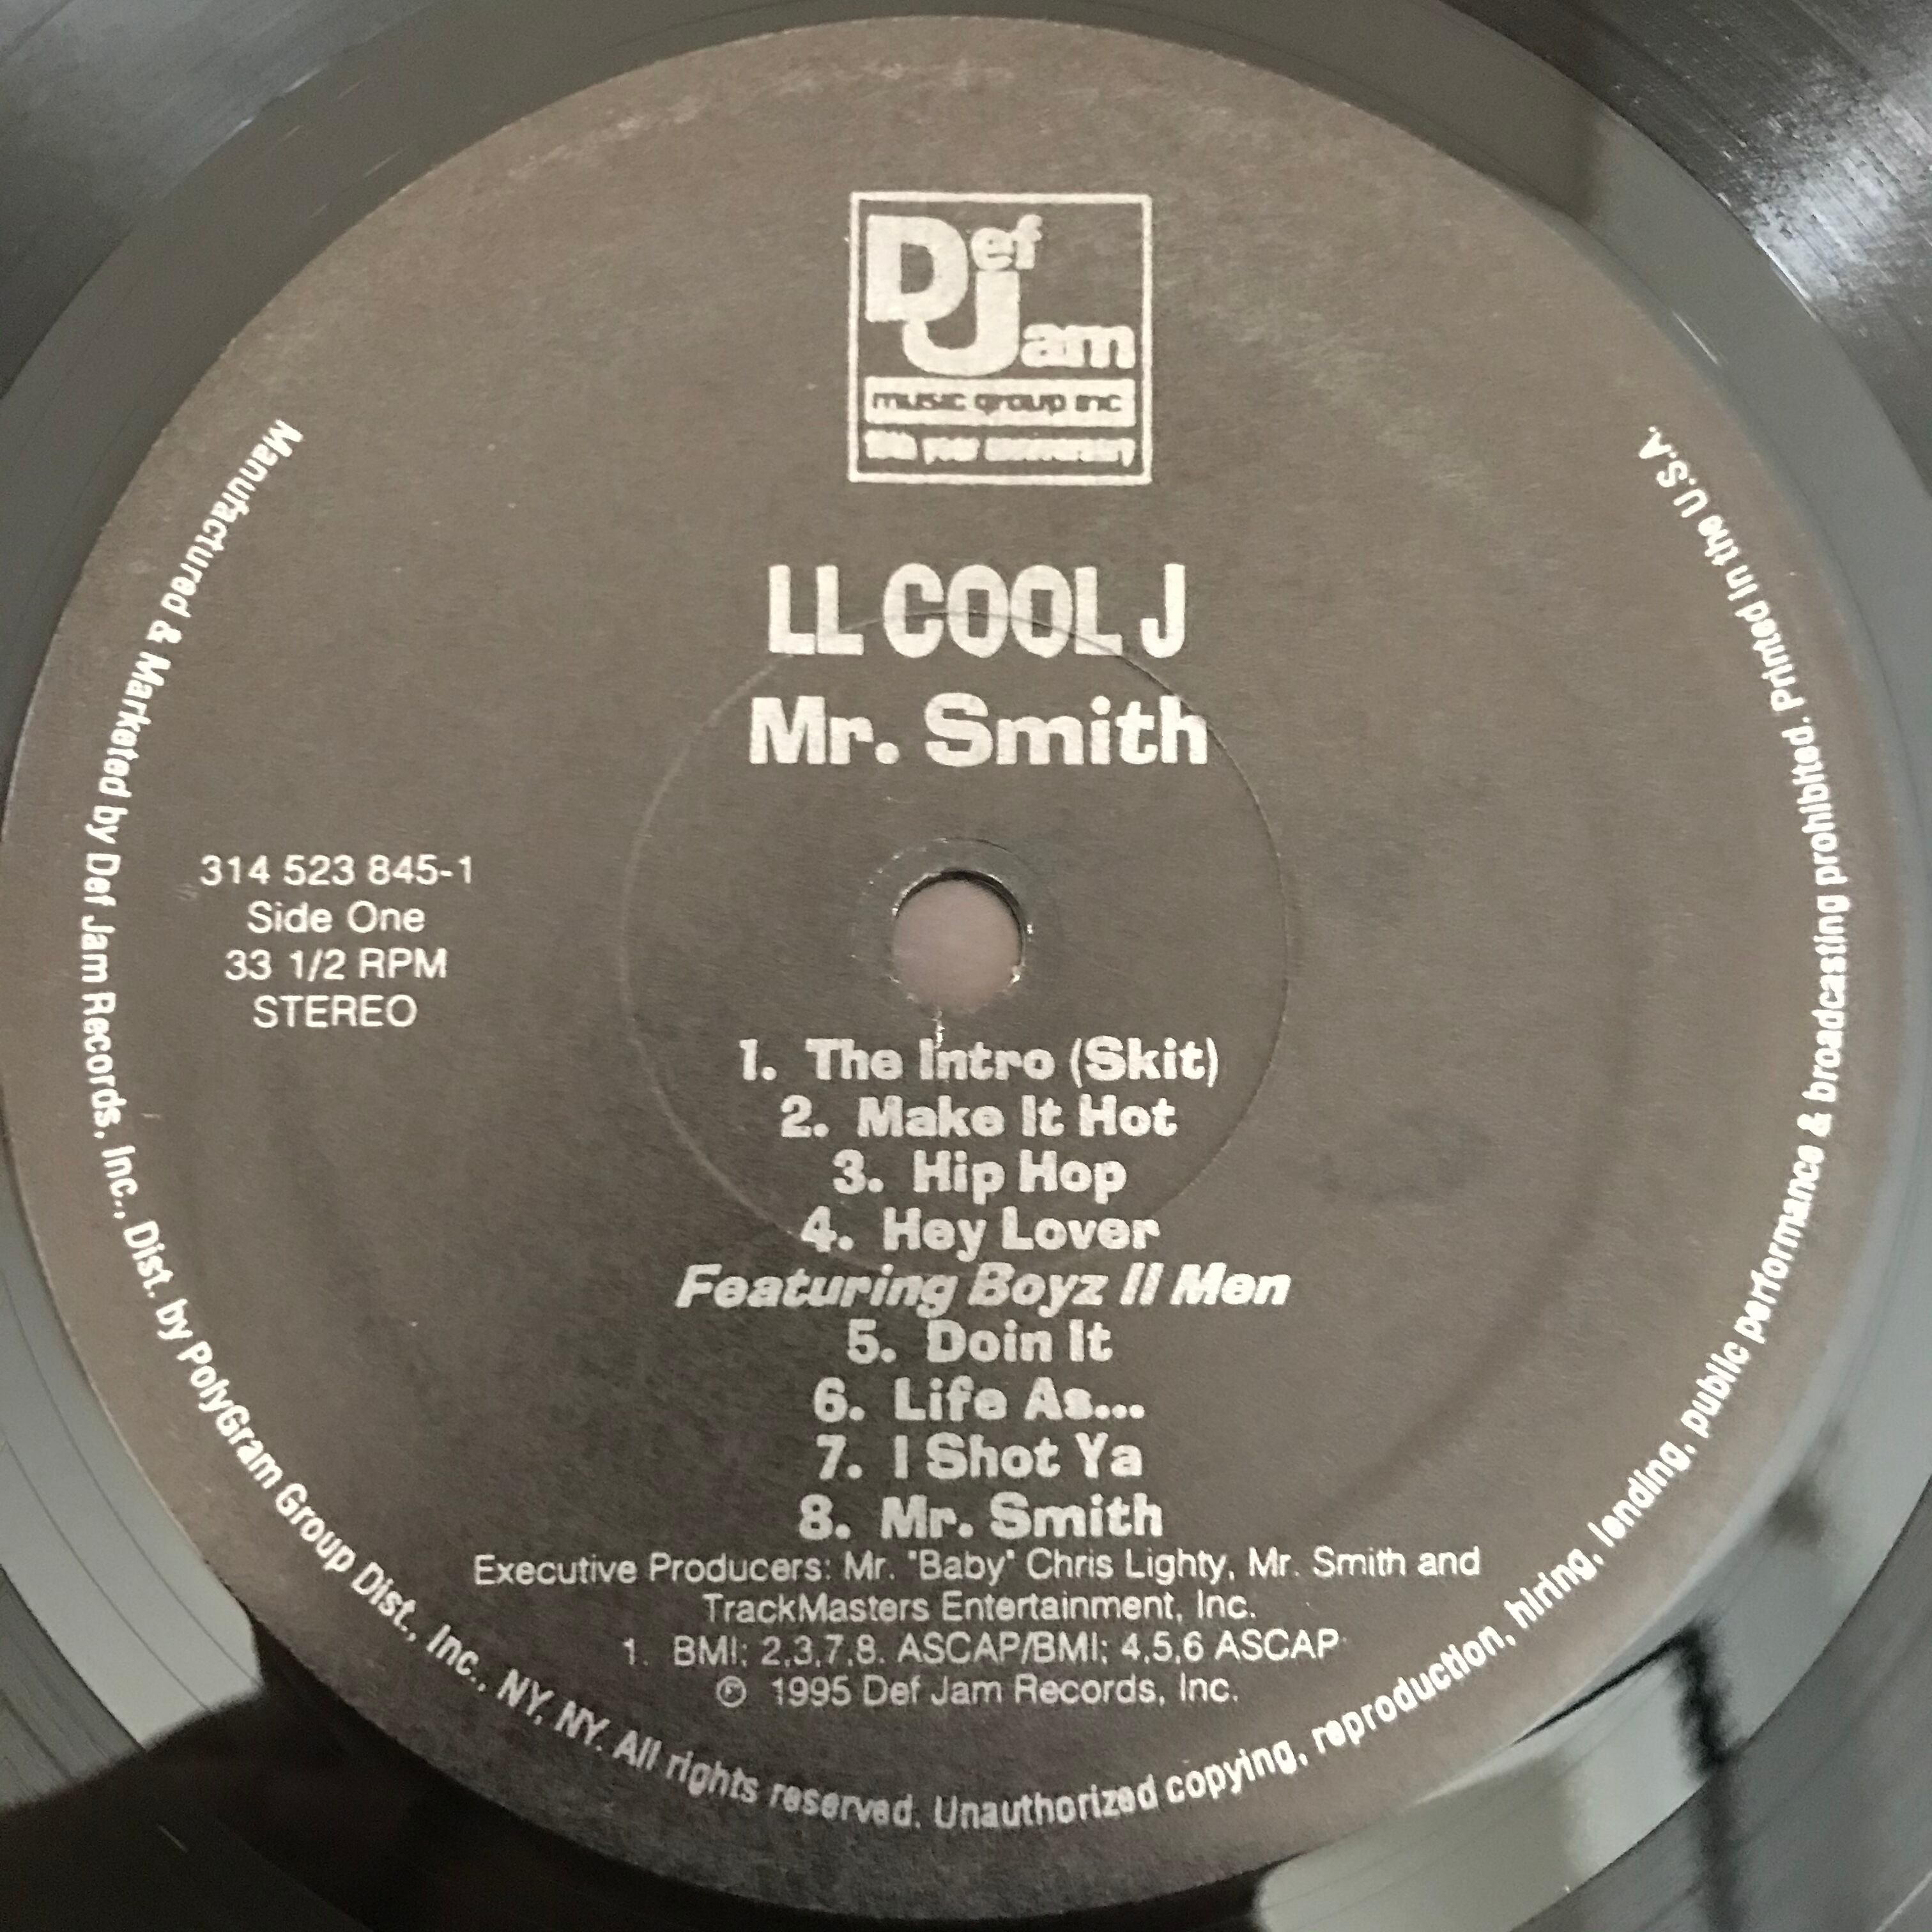 Def
Jam
music group inc
10th year anniversary
LL COOL J
Mr. Smith
314 523 845-1
Side One
33 1/2 RPM
STEREO
1. The Intro (Skit)
2. Make It Hot
3. Hip Hop
4. Hey Lover
Featuring Boyz II Men
5. Doin It
6. Life As...
7. I Shot Ya
8. Mr. Smith
Executive Producers: Mr. "Baby" Chris Lighty, Mr. Smith and
TrackMasters Entertainment, Inc.
1. BMI; 2,3,7,8. ASCAP/BMI; 4,5,6 ASCAP
℗ 1995 Def Jam Records, Inc.
Manufactured & Marketed by Def Jam Records, Inc., Dist. by PolyGram Group Dist., Inc., NY, NY. All rights reserved. Unauthorized copying, reproduction, hiring, lending, public performance & broadcasting prohibited. Printed in the U.S.A.